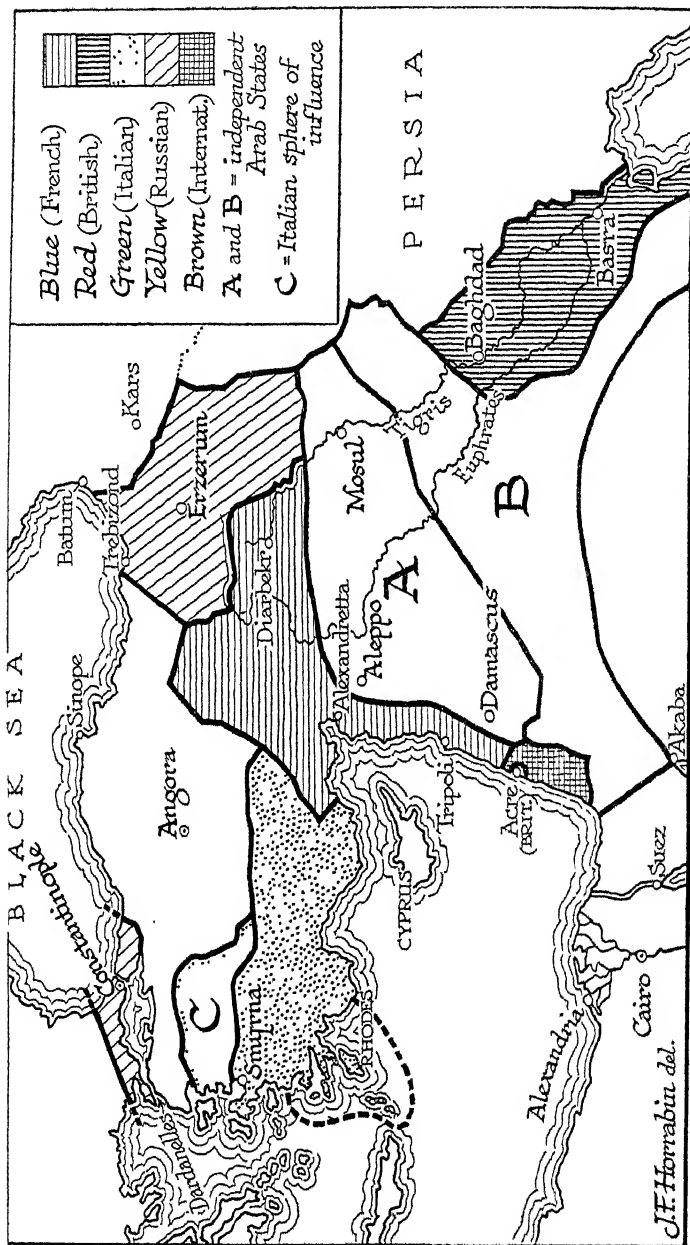 Blue (French)
Red (British)
Green (Italian)
Yellow (Russian)
Brown (Internat.)
A and B = independent
Arab States
C = Italian sphere of
influence
BLACK SEA
PERSIA
Constantinople
Sinope
Batum
Trebizond
Kars
Erzerum
Angora
Dardanelles
C
Smyrna
RHODES
Diarbekr
Alexandretta
Aleppo
A
Mosul
Tigris
Baghdad
Basra
Euphrates
B
CYPRUS
Tripoli
Damascus
Acre
(BRIT.)
Alexandria
Cairo
Suez
Akaba
J.F. Horrabin del.